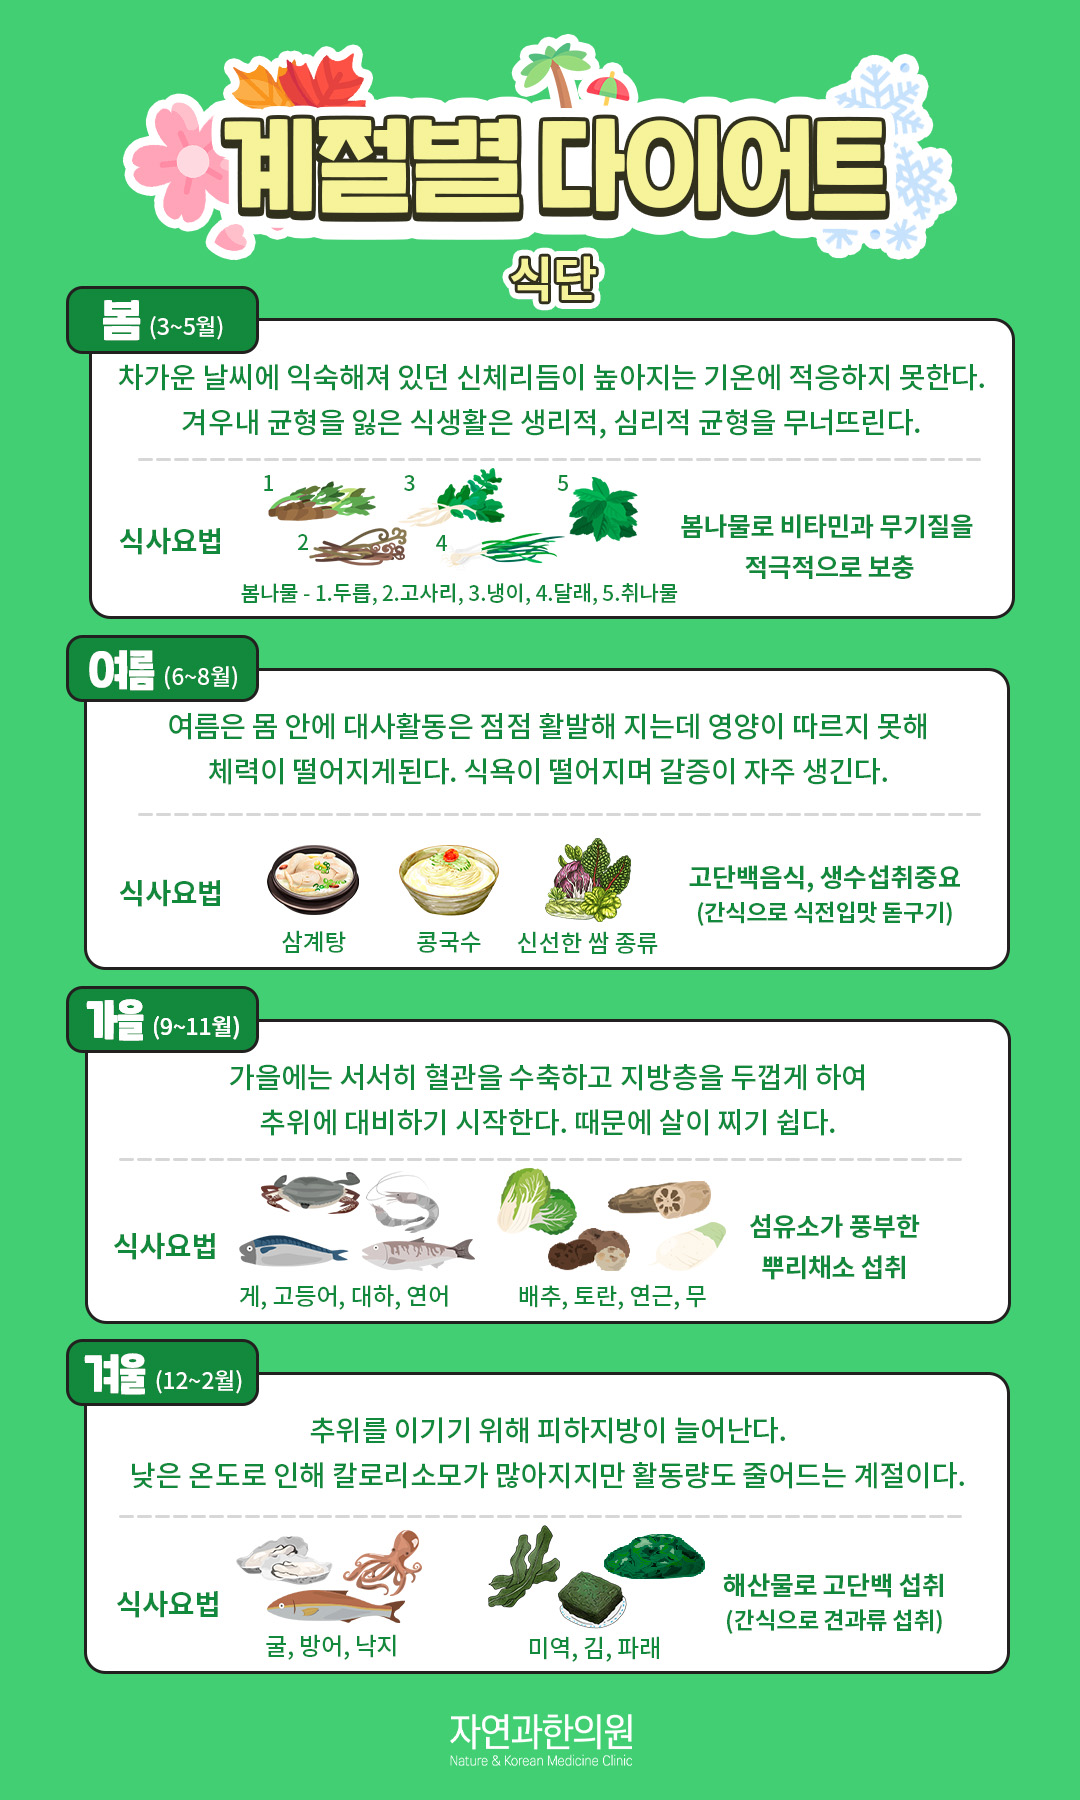 계절별 다이어트
식단
봄 (3~5월)
차가운 날씨에 익숙해져 있던 신체리듬이 높아지는 기온에 적응하지 못한다.
겨우내 균형을 잃은 식생활은 생리적, 심리적 균형을 무너뜨린다.
식사요법
1
2
3
4
5
봄나물 - 1.두릅, 2.고사리, 3.냉이, 4.달래, 5.취나물
봄나물로 비타민과 무기질을
적극적으로 보충
여름 (6~8월)
여름은 몸 안에 대사활동은 점점 활발해 지는데 영양이 따르지 못해
체력이 떨어지게된다. 식욕이 떨어지며 갈증이 자주 생긴다.
식사요법
삼계탕
콩국수
신선한 쌈 종류
고단백음식, 생수섭취중요
(간식으로 식전입맛 돋구기)
가을 (9~11월)
가을에는 서서히 혈관을 수축하고 지방층을 두껍게 하여
추위에 대비하기 시작한다. 때문에 살이 찌기 쉽다.
식사요법
게, 고등어, 대하, 연어
배추, 토란, 연근, 무
섬유소가 풍부한
뿌리채소 섭취
겨울 (12~2월)
추위를 이기기 위해 피하지방이 늘어난다.
낮은 온도로 인해 칼로리소모가 많아지지만 활동량도 줄어드는 계절이다.
식사요법
굴, 방어, 낙지
미역, 김, 파래
해산물로 고단백 섭취
(간식으로 견과류 섭취)
자연과한의원
Nature & Korean Medicine Clinic